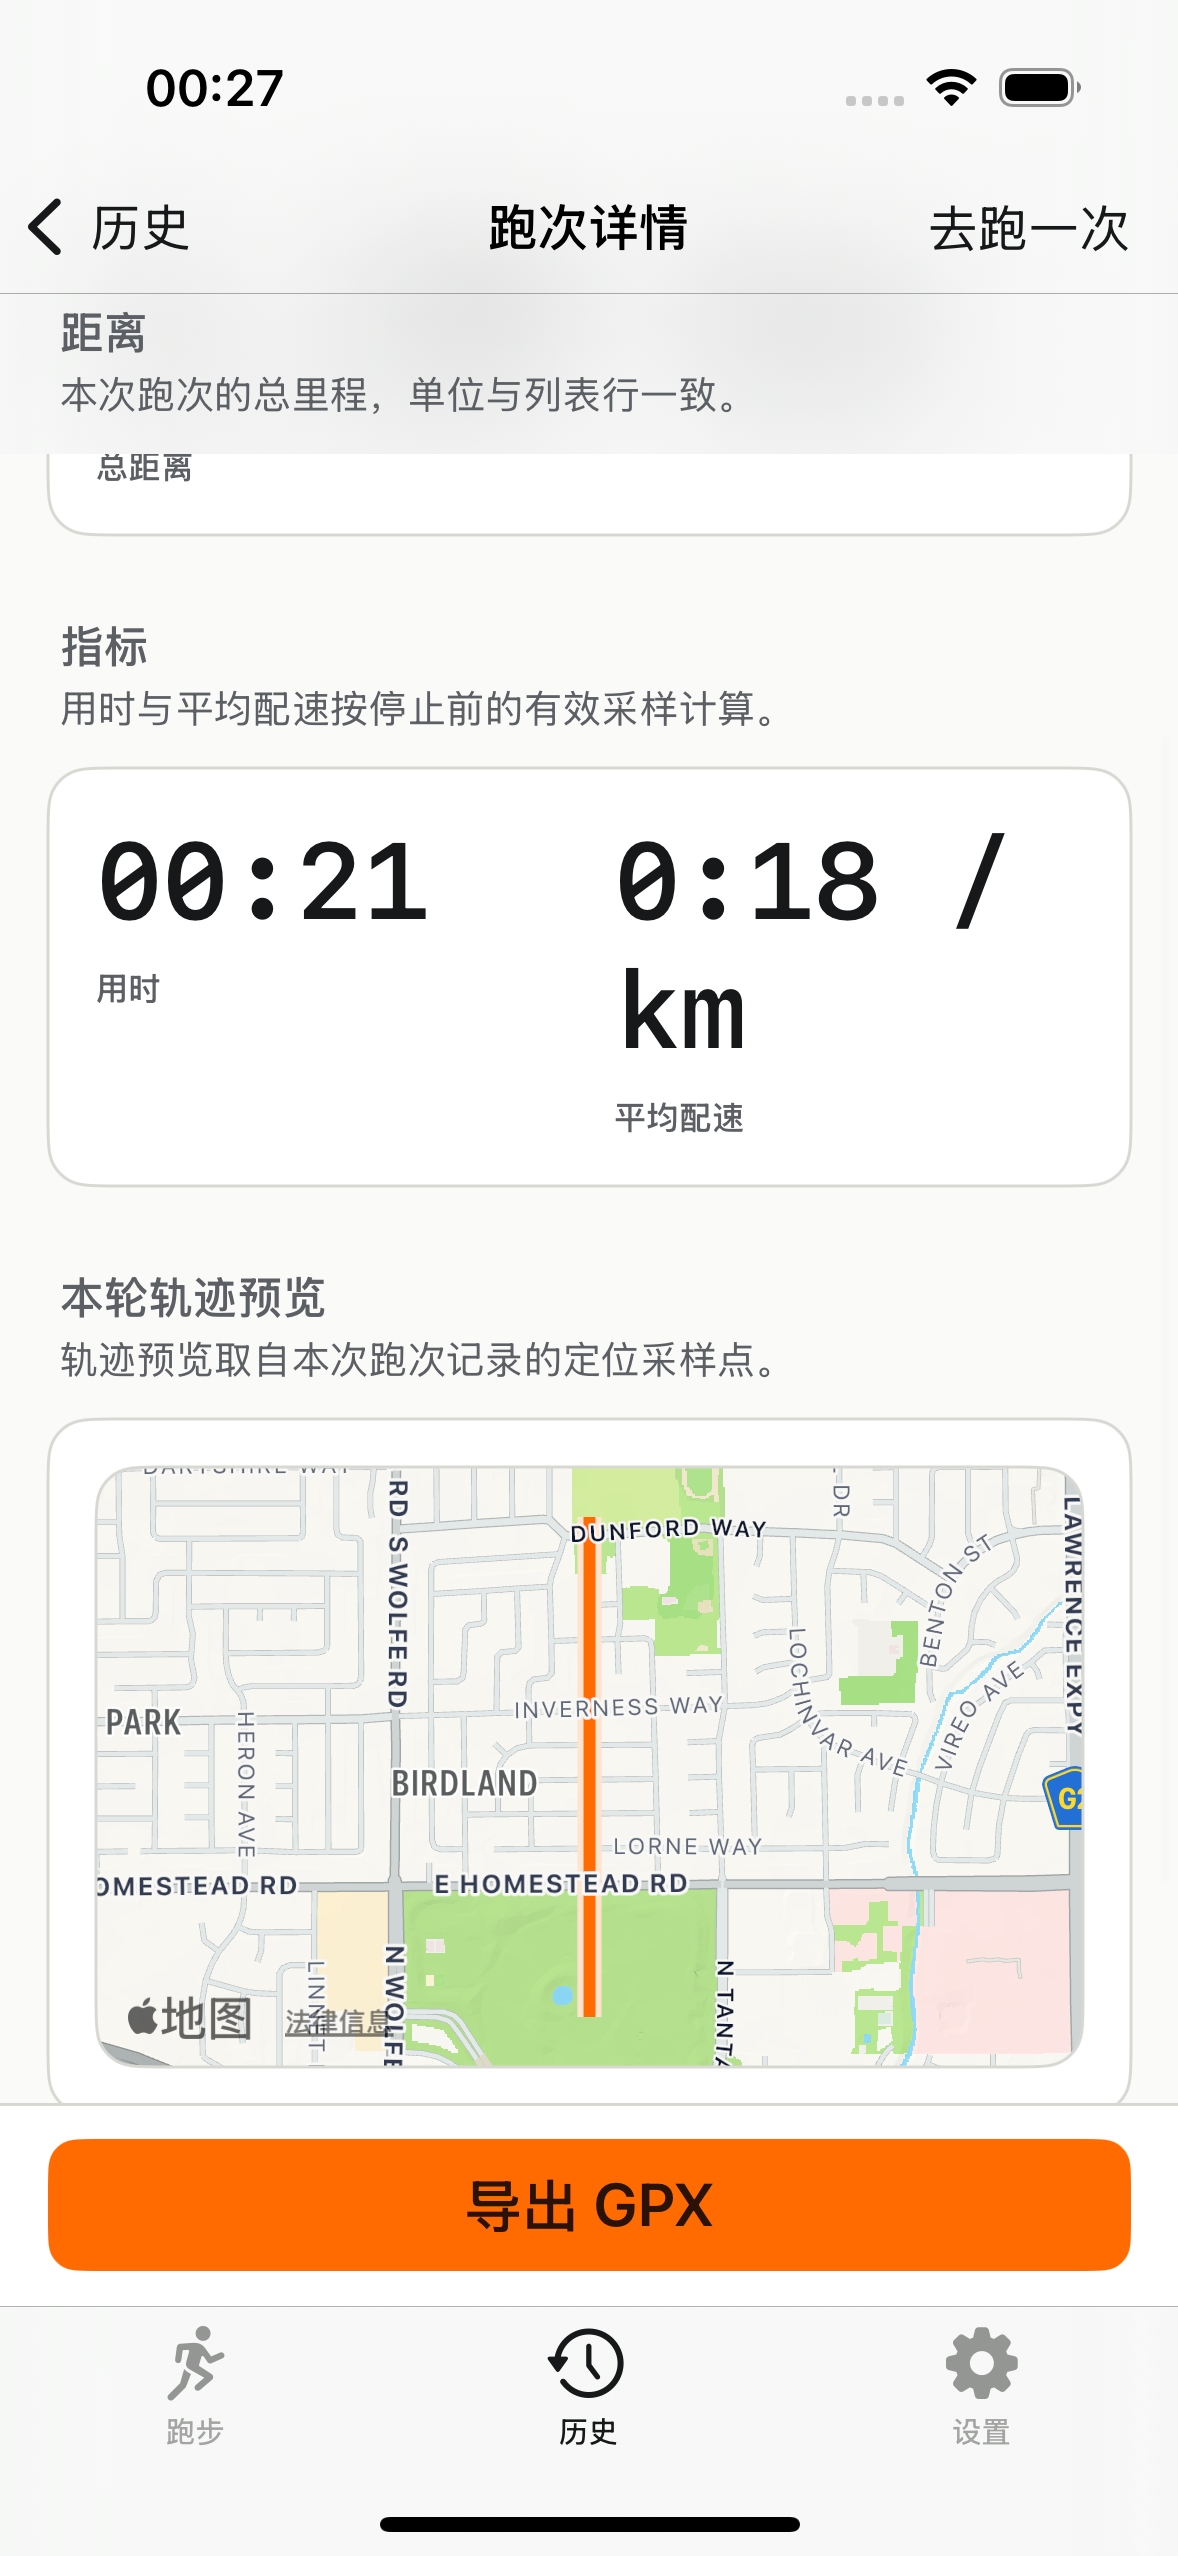 00:27
历史
跑次详情
去跑一次
距离
本次跑次的总里程，单位与列表行一致。
总距离
指标
用时与平均配速按停止前的有效采样计算。
00:21
用时
0:18 /
km
平均配速
本轮轨迹预览
轨迹预览取自本次跑次记录的定位采样点。
DARTSHIRE WAY
RD
S WOLFE RD
DUNFORD WAY
DR
LAWRENCE EXPY
BENTON ST
LOCHINVAR AVE
VIREO AVE
INVERNESS WAY
PARK
HERON AVE
BIRDLAND
G2
LORNE WAY
OMESTEAD RD
E HOMESTEAD RD
N WOLFE
LINNET
N TANTA
地图
法律信息
导出 GPX
跑步
历史
设置